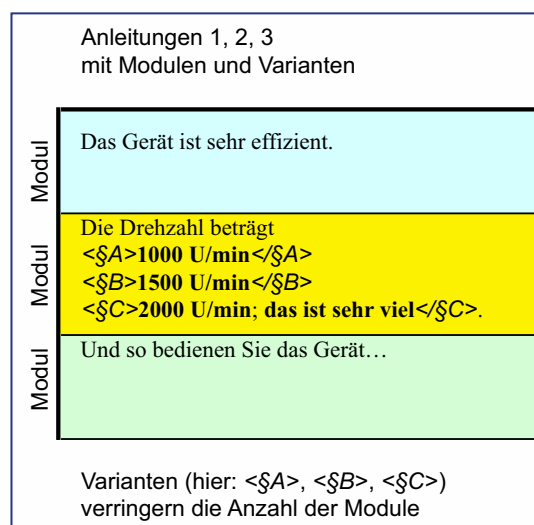 Anleitungen 1, 2, 3
mit Modulen und Varianten
Modul
Das Gerät ist sehr effizient.
Modul
Die Drehzahl beträgt
<§A>1000 U/min</§A>
<§B>1500 U/min</§B>
<§C>2000 U/min; das ist sehr viel</§C>.
Modul
Und so bedienen Sie das Gerät…
Varianten (hier: <§A>, <§B>, <§C>)
verringern die Anzahl der Module